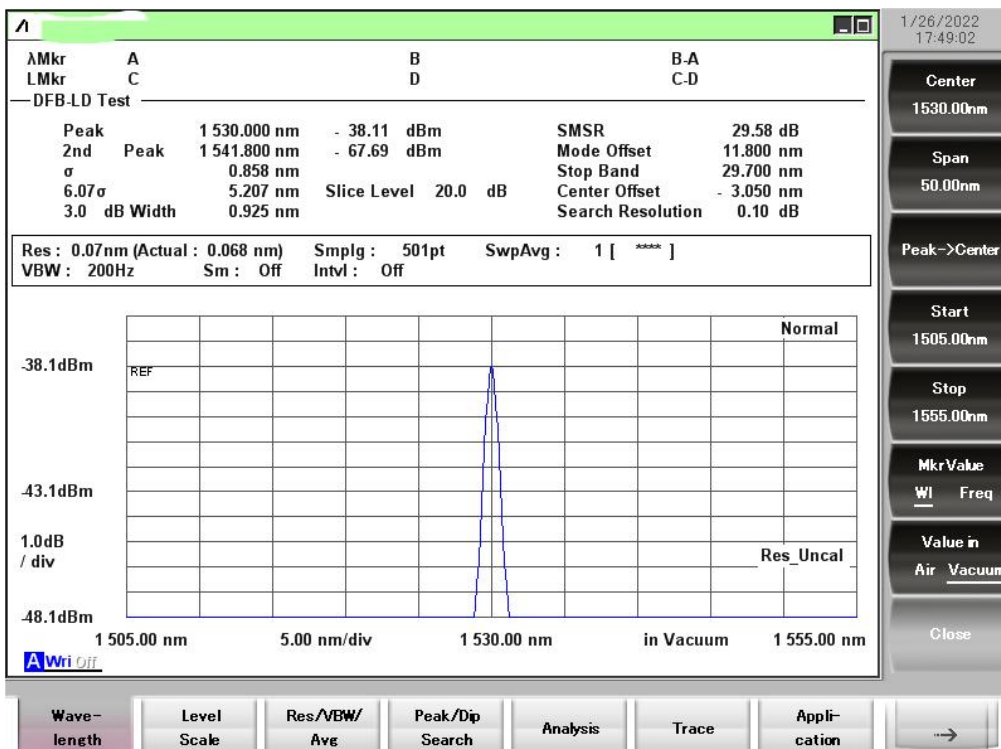 1/26/2022
17:49:02
λMkr A B B-A
LMkr C D C-D
DFB-LD Test
Peak 1 530.000 nm - 38.11 dBm SMSR 29.58 dB
2nd Peak 1 541.800 nm - 67.69 dBm Mode Offset 11.800 nm
σ 0.858 nm Stop Band 29.700 nm
6.07σ 5.207 nm Slice Level 20.0 dB Center Offset - 3.050 nm
3.0 dB Width 0.925 nm Search Resolution 0.10 dB
Res : 0.07nm (Actual : 0.068 nm) Smplg : 501pt SwpAvg : 1 [ **** ]
VBW : 200Hz Sm : Off Intvl : Off
Normal
-38.1dBm
REF
-43.1dBm
1.0dB
/ div
Res_Uncal
-48.1dBm
1 505.00 nm 5.00 nm/div 1 530.00 nm in Vacuum 1 555.00 nm
A Wri Off
Center
1530.00nm
Span
50.00nm
Peak->Center
Start
1505.00nm
Stop
1555.00nm
MkrValue
Wl Freq
Value in
Air Vacuum
Close
Wave-
length
Level
Scale
Res/VBW/
Avg
Peak/Dip
Search
Analysis
Trace
Appli-
cation